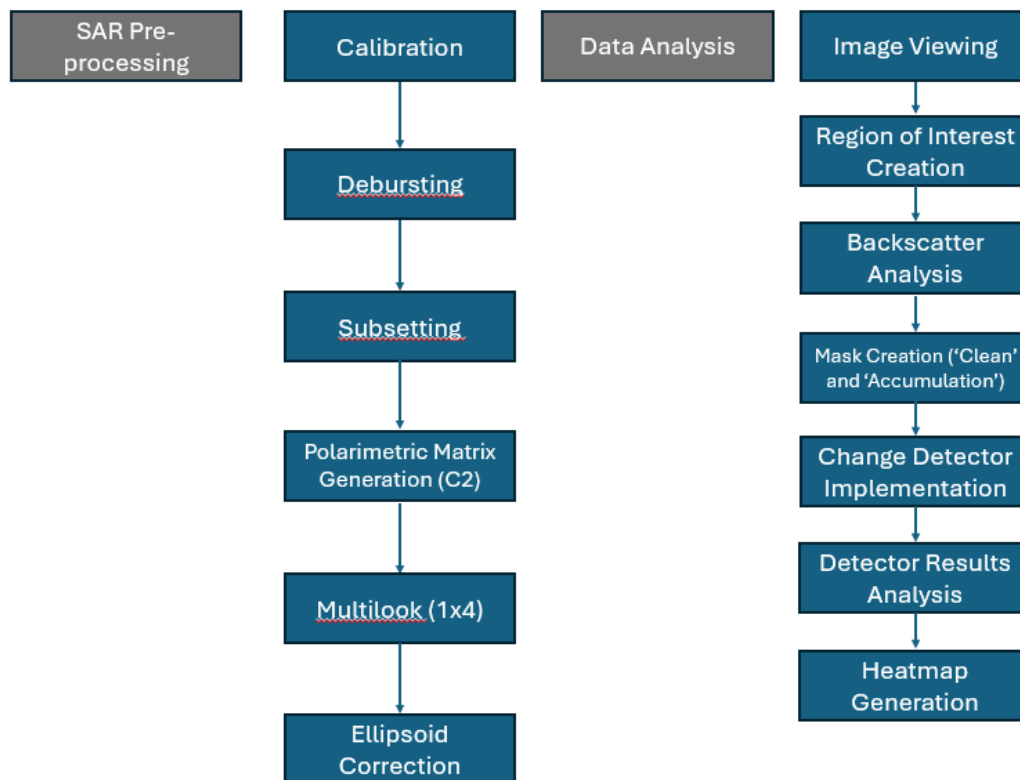 SAR Pre-
processing
Calibration
Debursting
Subsetting
Polarimetric Matrix
Generation (C2)
Multilook (1x4)
Ellipsoid
Correction
Data Analysis
Image Viewing
Region of Interest
Creation
Backscatter
Analysis
Mask Creation (‘Clean’
and ‘Accumulation’)
Change Detector
Implementation
Detector Results
Analysis
Heatmap
Generation